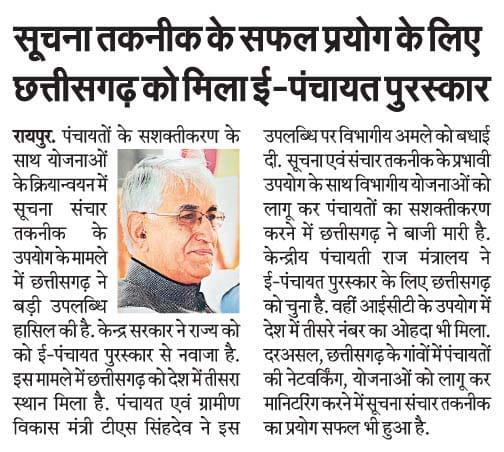 सूचना तकनीक के सफल प्रयोग के लिए
छत्तीसगढ़ को मिला ई-पंचायत पुरस्कार
रायपुर. पंचायतों के सशक्तीकरण के
साथ योजनाओं
के क्रियान्वयन में
सूचना संचार
तकनीक के
उपयोग के मामले
में छत्तीसगढ़ ने
बड़ी उपलब्धि
हासिल की है. केन्द्र सरकार ने राज्य को
को ई-पंचायत पुरस्कार से नवाजा है.
इस मामले में छत्तीसगढ़ को देश में तीसरा
स्थान मिला है. पंचायत एवं ग्रामीण
विकास मंत्री टीएस सिंहदेव ने इस
उपलब्धि पर विभागीय अमले को बधाई
दी. सूचना एवं संचार तकनीक के प्रभावी
उपयोग के साथ विभागीय योजनाओं को
लागू कर पंचायतों का सशक्तीकरण
करने में छत्तीसगढ़ ने बाजी मारी है.
केन्द्रीय पंचायती राज मंत्रालय ने
ई-पंचायत पुरस्कार के लिए छत्तीसगढ़
को चुना है. वहीं आईसीटी के उपयोग में
देश में तीसरे नंबर का ओहदा भी मिला.
दरअसल, छत्तीसगढ़ के गांवों में पंचायतों
की नेटवर्किंग, योजनाओं को लागू कर
मानिटरिंग करने में सूचना संचार तकनीक
का प्रयोग सफल भी हुआ है.